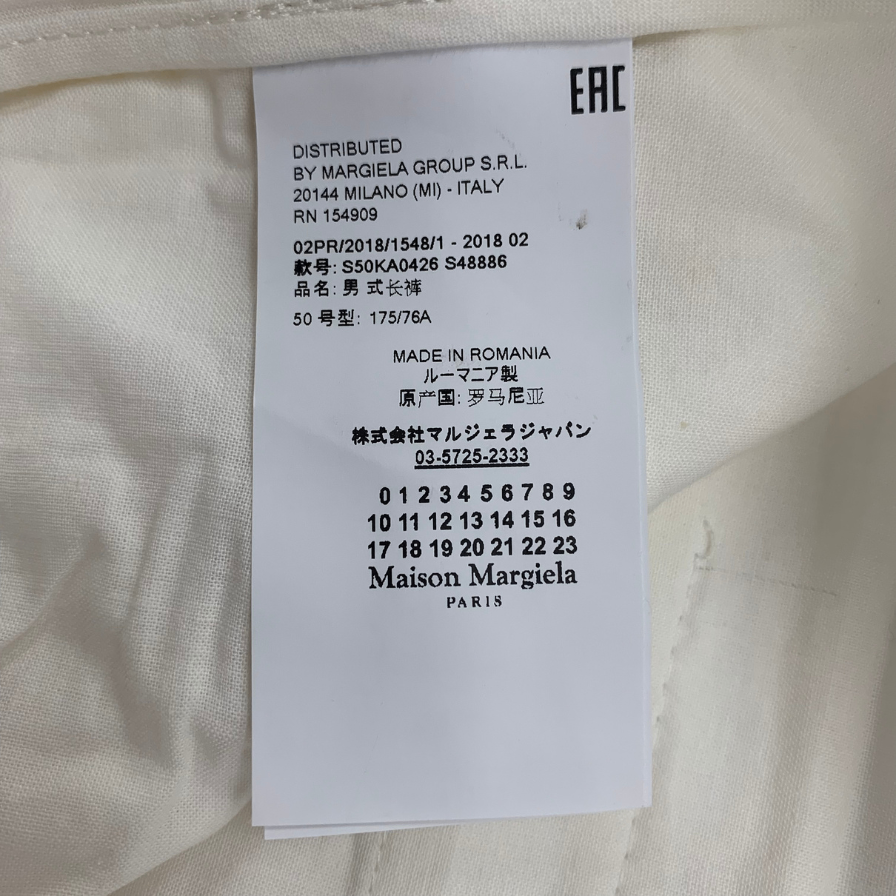 EAC
DISTRIBUTED
BY MARGIELA GROUP S.R.L.
20144 MILANO (MI) - ITALY
RN 154909
02PR/2018/1548/1 - 2018 02
款号: S50KA0426 S48886
品名: 男 式长裤
50 号型: 175/76A
MADE IN ROMANIA
ルーマニア製
原产国: 罗马尼亚
株式会社マルジェラジャパン
03-5725-2333
0 1 2 3 4 5 6 7 8 9
10 11 12 13 14 15 16
17 18 19 20 21 22 23
Maison Margiela
PARIS